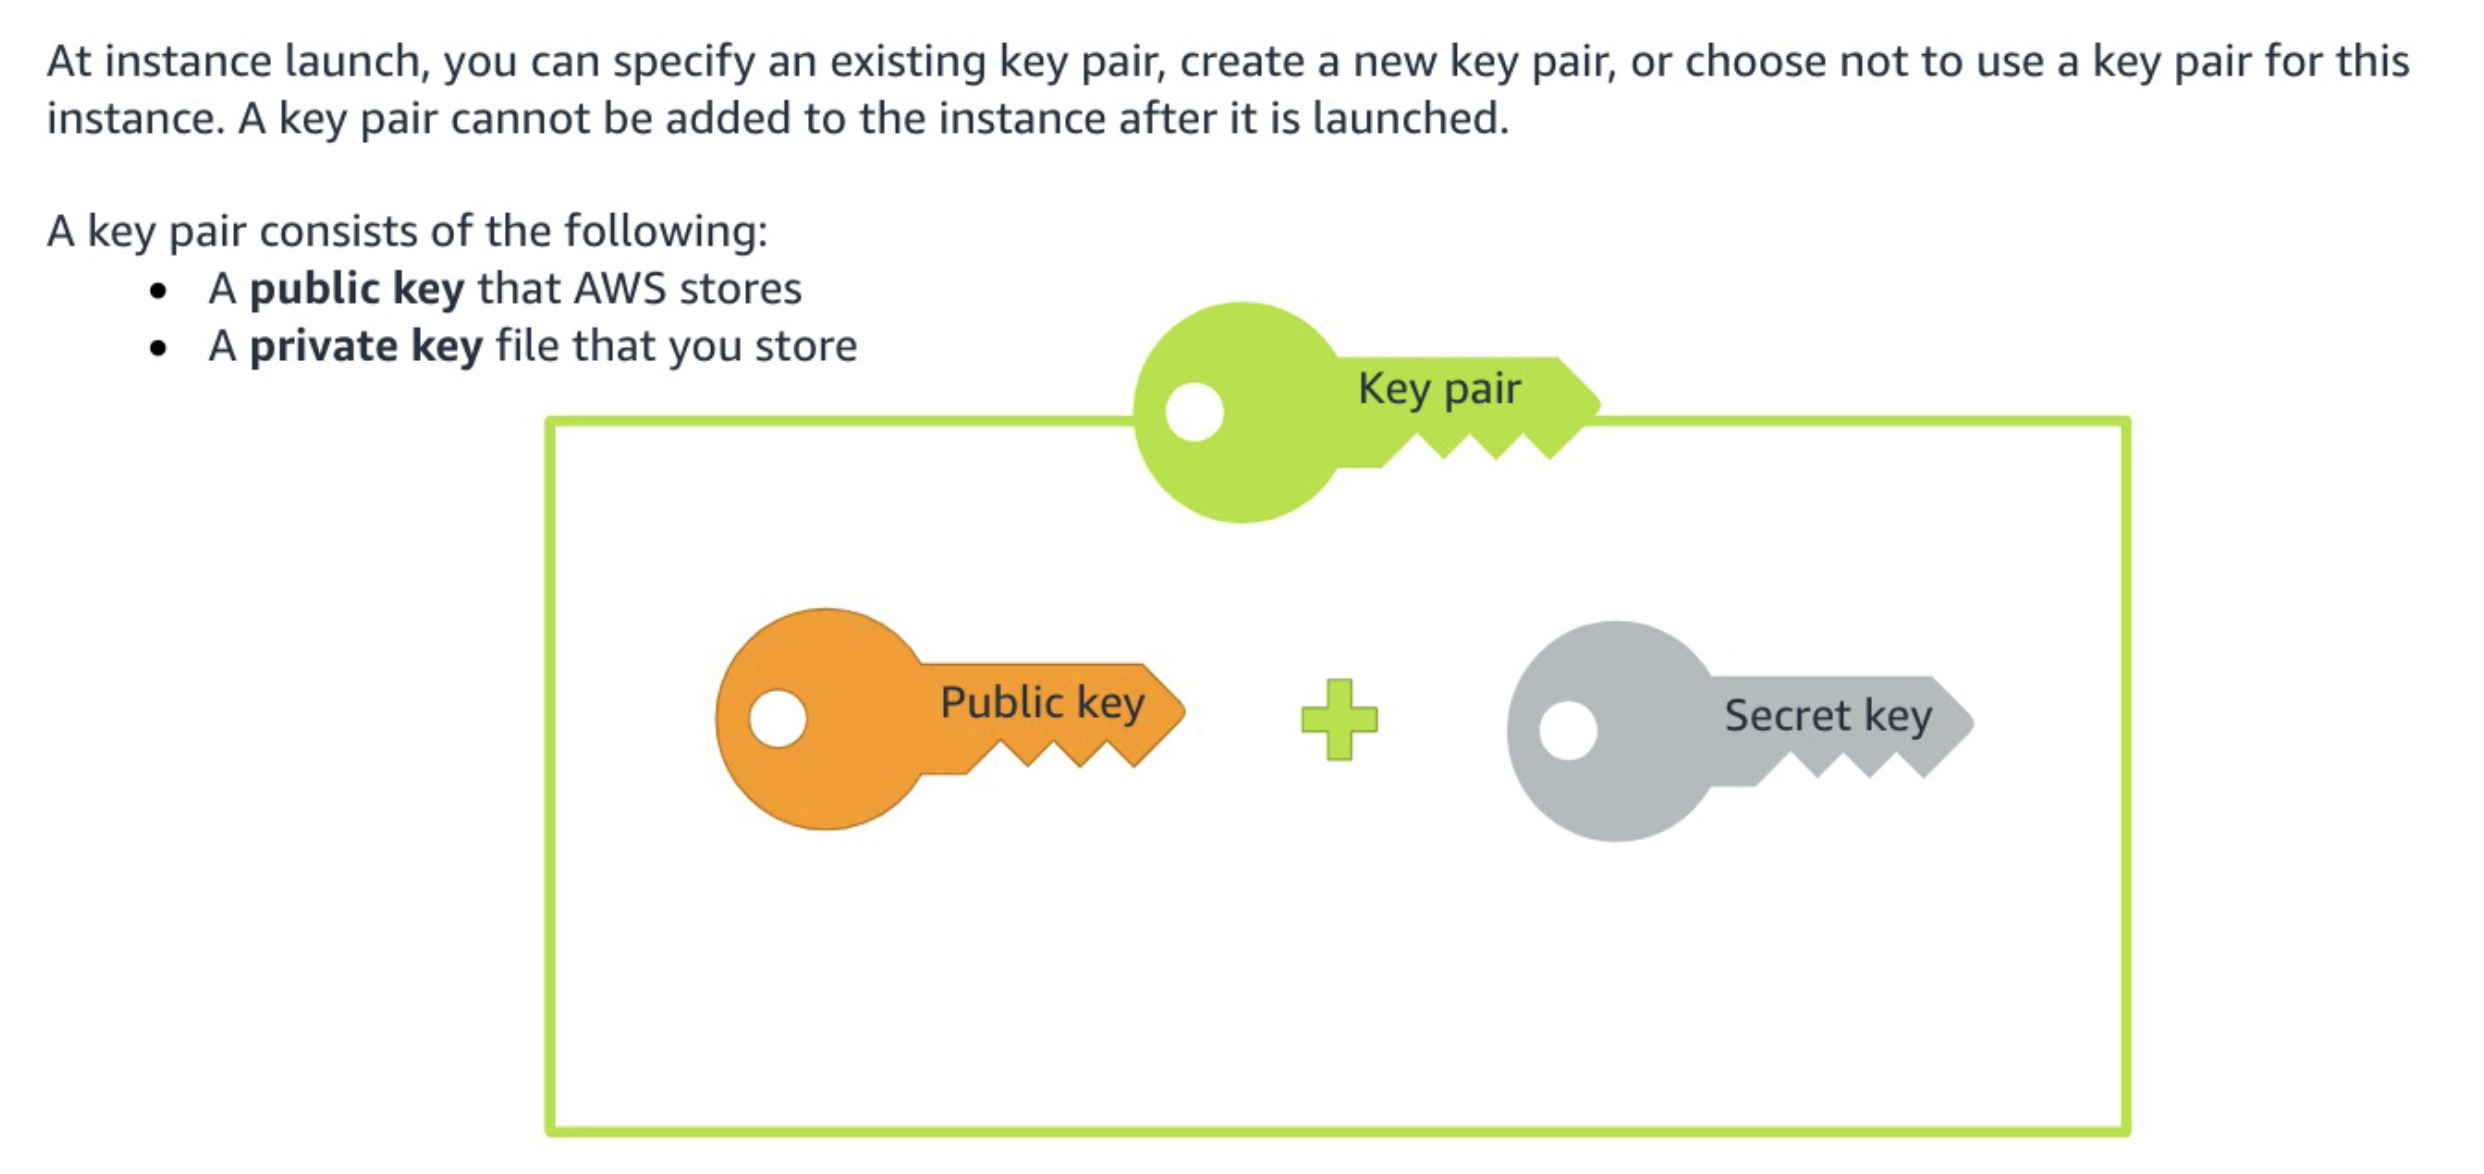 At instance launch, you can specify an existing key pair, create a new key pair, or choose not to use a key pair for this
instance. A key pair cannot be added to the instance after it is launched.
A key pair consists of the following:
• A public key that AWS stores
• A private key file that you store
Key pair
Public key
Secret key